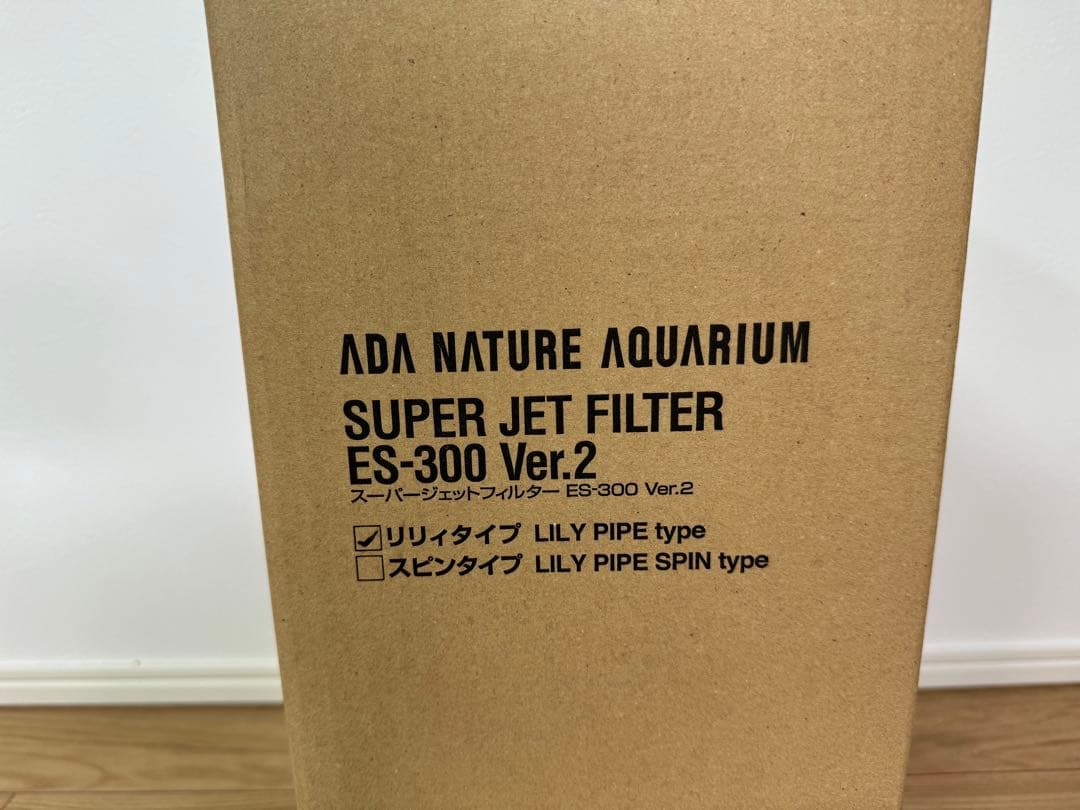 ADA NATURE AQUARIUM
SUPER JET FILTER
ES-300 Ver.2
スーパージェットフィルター ES-300 Ver.2
リリィタイプ LILY PIPE type
スピンタイプ LILY PIPE SPIN type